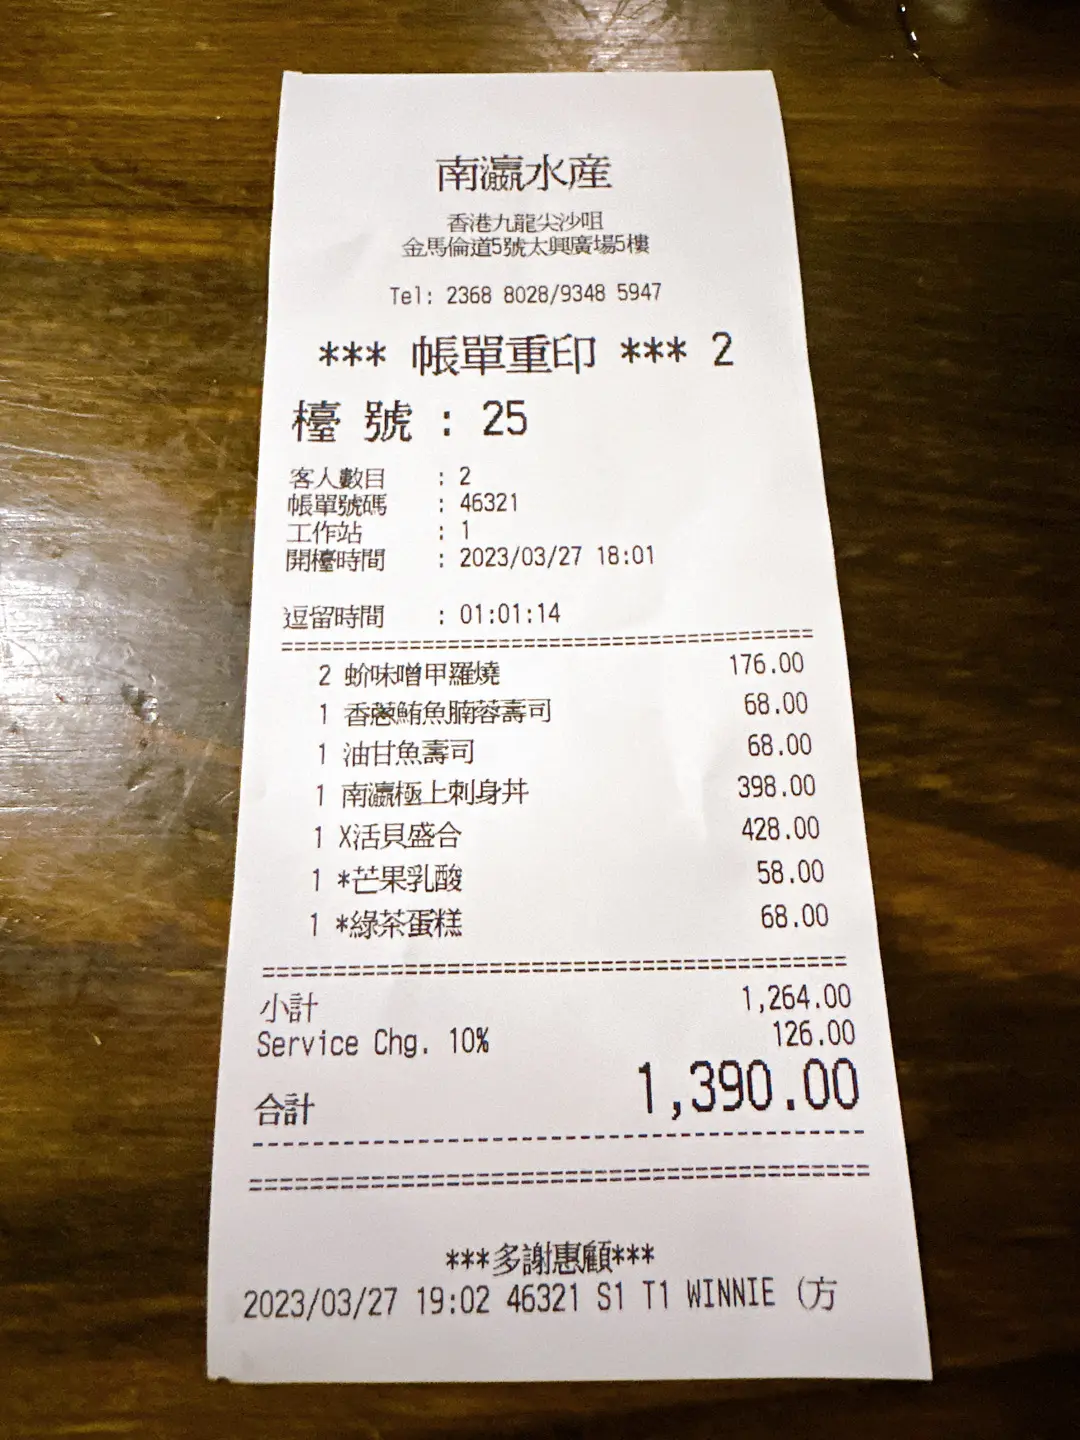 南瀛水産
香港九龍尖沙咀
金馬倫道5號太興廣場5樓
Tel: 2368 8028/9348 5947
*** 帳單重印 *** 2
檯 號 : 25
客人數目 : 2
帳單號碼 : 46321
工作站 : 1
開檯時間 : 2023/03/27 18:01
逗留時間 : 01:01:14
2 蚧味噌甲羅燒 176.00
1 香蔥鮪魚腩蓉壽司 68.00
1 油甘魚壽司 68.00
1 南瀛極上刺身丼 398.00
1 X活貝盛合 428.00
1 *芒果乳酸 58.00
1 *綠茶蛋糕 68.00
小計 1,264.00
Service Chg. 10% 126.00
合計 1,390.00
***多謝惠顧***
2023/03/27 19:02 46321 S1 T1 WINNIE (方